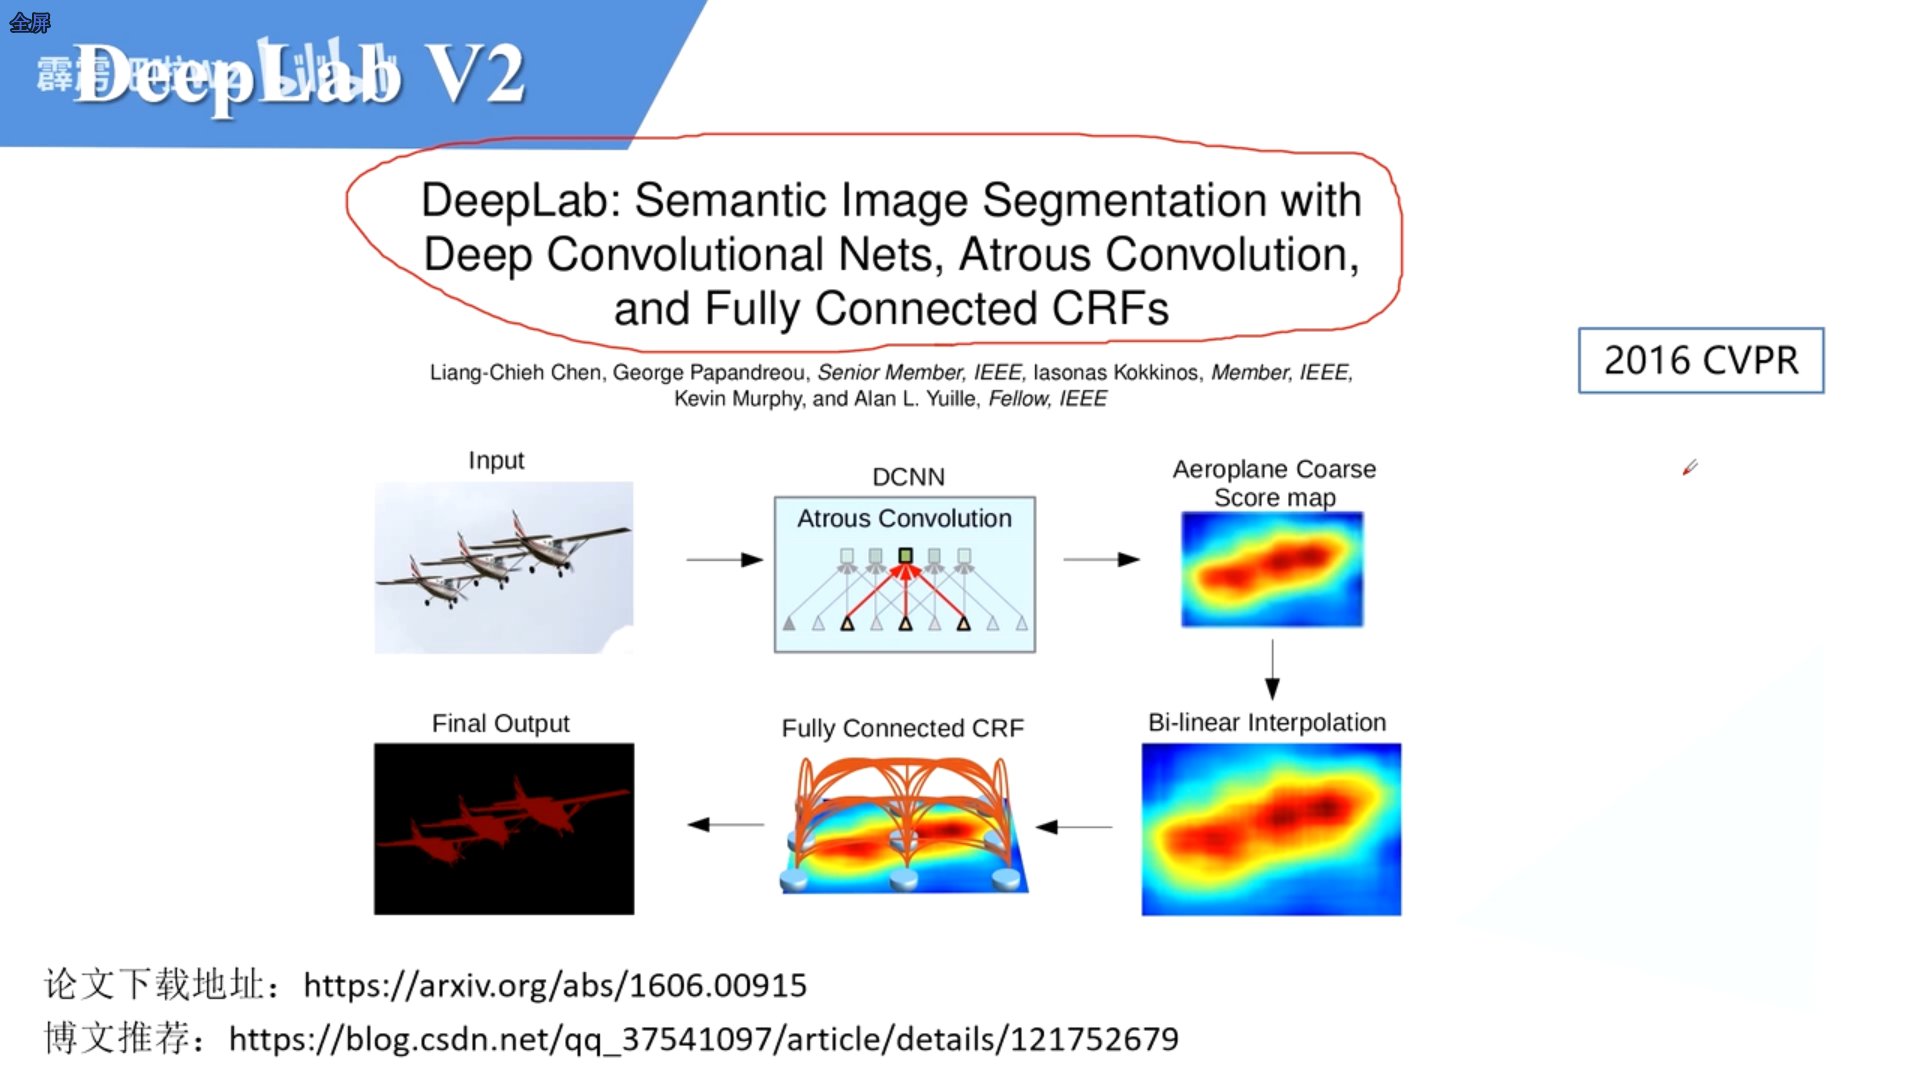 全屏
DeepLab V2
DeepLab: Semantic Image Segmentation with
Deep Convolutional Nets, Atrous Convolution,
and Fully Connected CRFs
Liang-Chieh Chen, George Papandreou, Senior Member, IEEE, Iasonas Kokkinos, Member, IEEE,
Kevin Murphy, and Alan L. Yuille, Fellow, IEEE
2016 CVPR
Input
DCNN
Atrous Convolution
Aeroplane Coarse
Score map
Final Output
Fully Connected CRF
Bi-linear Interpolation
论文下载地址：https://arxiv.org/abs/1606.00915
博文推荐：https://blog.csdn.net/qq_37541097/article/details/121752679